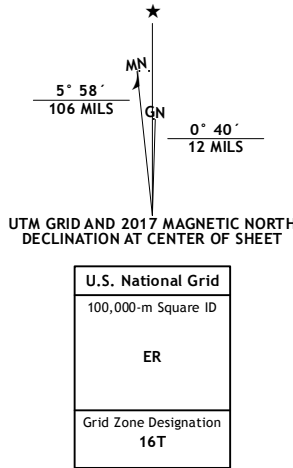 ★
MN.
5° 58´
106 MILS
GN
0° 40´
12 MILS
UTM GRID AND 2017 MAGNETIC NORTH
DECLINATION AT CENTER OF SHEET
U.S. National Grid
100,000-m Square ID
ER
Grid Zone Designation
16T